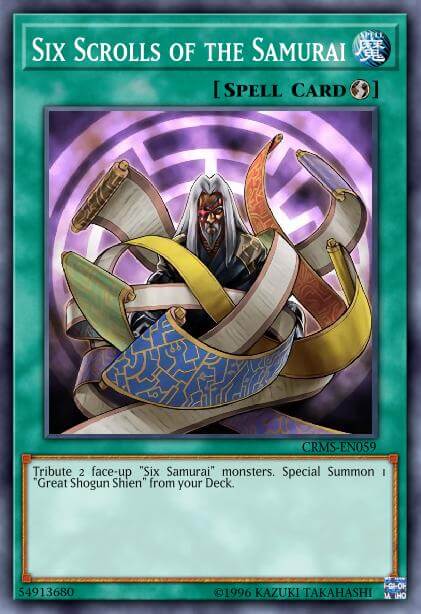 SIX SCROLLS OF THE SAMURAI
SPELL
魔
[SPELL CARD]
CRMS-EN059
Tribute 2 face-up "Six Samurai" monsters. Special Summon 1
"Great Shogun Shien" from your Deck.
54913680
©1996 KAZUKI TAKAHASHI